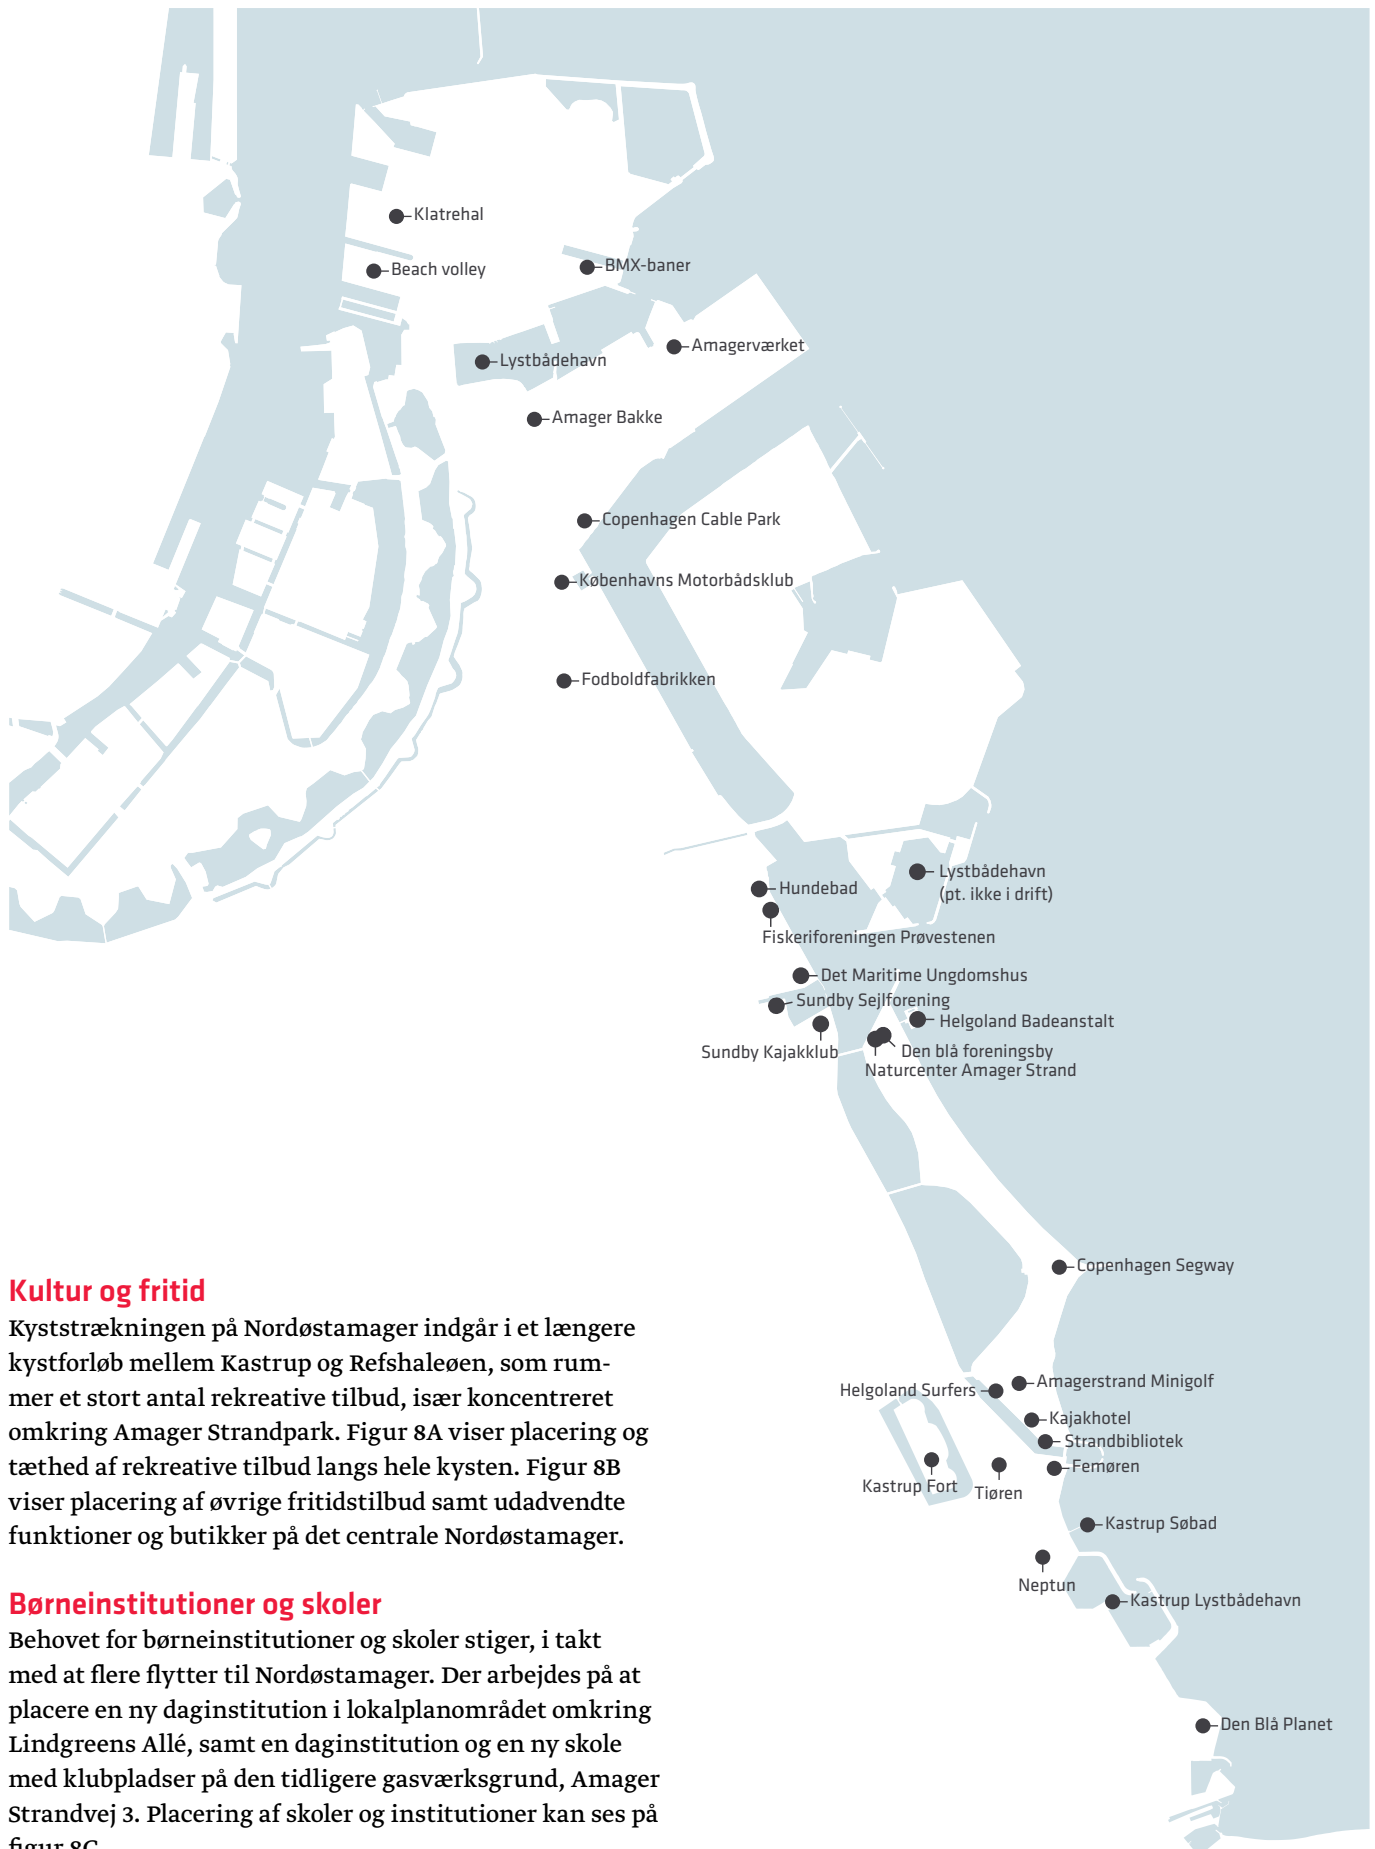 Klatrehal
Beach volley
BMX-baner
Amagerværket
Lystbådehavn
Amager Bakke
Copenhagen Cable Park
Københavns Motorbådsklub
Fodboldfabrikken
Lystbådehavn
(pt. ikke i drift)
Hundebad
Fiskeriforeningen Prøvestenen
Det Maritime Ungdomshus
Sundby Sejlforening
Helgoland Badeanstalt
Sundby Kajakklub
Den blå foreningsby
Naturcenter Amager Strand
Copenhagen Segway
Amagerstrand Minigolf
Helgoland Surfers
Kajakhotel
Strandbibliotek
Femøren
Kastrup Fort
Tiøren
Kastrup Søbad
Neptun
Kastrup Lystbådehavn
Den Blå Planet
Kultur og fritid
Kyststrækningen på Nordøstamager indgår i et længere
kystforløb mellem Kastrup og Refshaleøen, som rum-
mer et stort antal rekreative tilbud, især koncentreret
omkring Amager Strandpark. Figur 8A viser placering og
tæthed af rekreative tilbud langs hele kysten. Figur 8B
viser placering af øvrige fritidstilbud samt udadvendte
funktioner og butikker på det centrale Nordøstamager.
Børneinstitutioner og skoler
Behovet for børneinstitutioner og skoler stiger, i takt
med at flere flytter til Nordøstamager. Der arbejdes på at
placere en ny daginstitution i lokalplanområdet omkring
Lindgreens Allé, samt en daginstitution og en ny skole
med klubpladser på den tidligere gasværksgrund, Amager
Strandvej 3. Placering af skoler og institutioner kan ses på
figur 8C